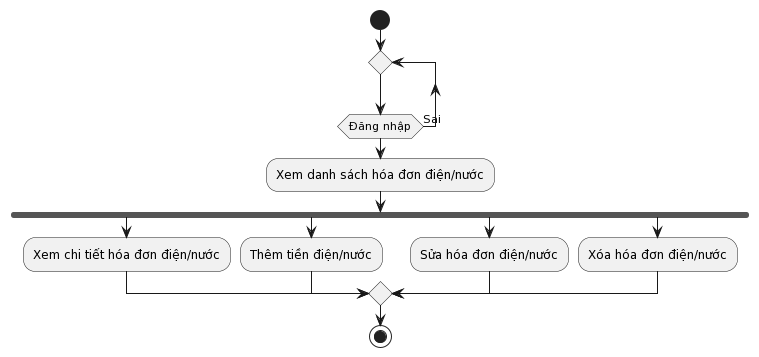 Đăng nhập
Sai
Xem danh sách hóa đơn điện/nước
Xem chi tiết hóa đơn điện/nước
Thêm tiền điện/nước
Sửa hóa đơn điện/nước
Xóa hóa đơn điện/nước